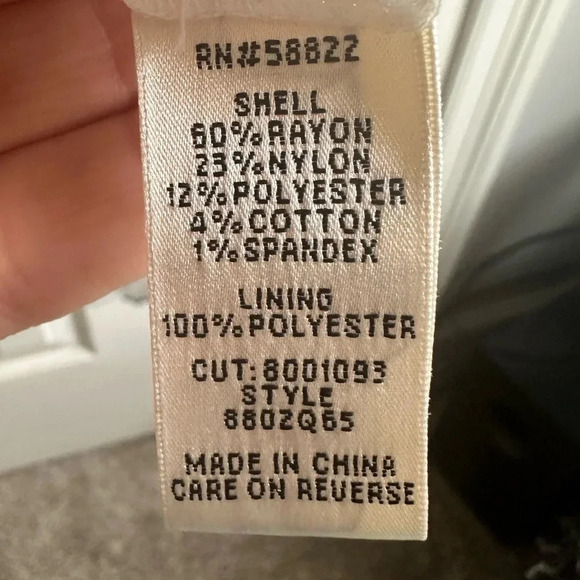 RN#58822
SHELL
60%RAYON
23%NYLON
12%POLYESTER
4%COTTON
1%SPANDEX
LINING
100%POLYESTER
CUT:8001093
STYLE
880ZQ65
MADE IN CHINA
CARE ON REVERSE